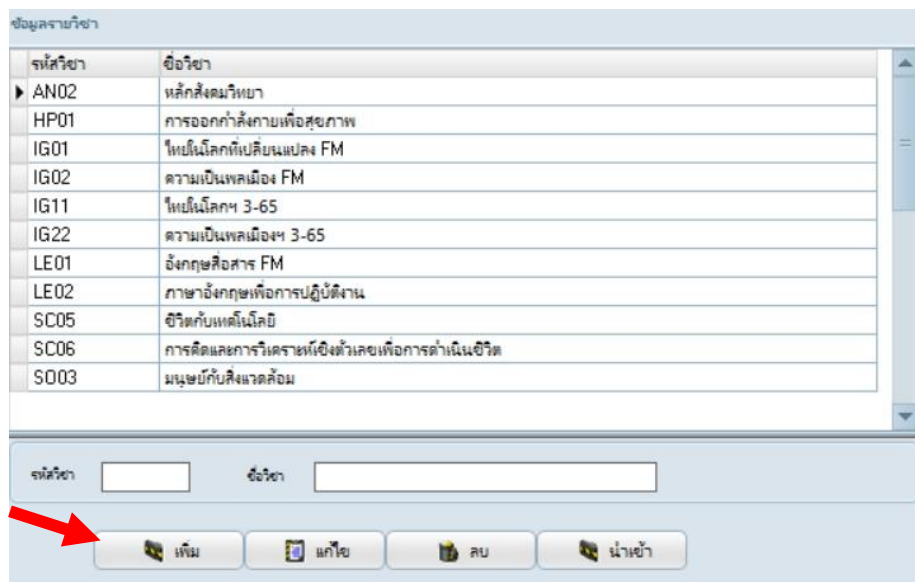 ข้อมูลรายวิชา
รหัสวิชา ชื่อวิชา
AN02 หลักสังคมวิทยา
HP01 การออกกำลังกายเพื่อสุขภาพ
IG01 ไทยในโลกที่เปลี่ยนแปลง FM
IG02 ความเป็นพลเมือง FM
IG11 ไทยในโลกฯ 3-65
IG22 ความเป็นพลเมืองฯ 3-65
LE01 อังกฤษสื่อสาร FM
LE02 ภาษาอังกฤษเพื่อการปฏิบัติงาน
SC05 ชีวิตกับเทคโนโลยี
SC06 การคิดและการวิเคราะห์เชิงตัวเลขเพื่อการดำเนินชีวิต
SO03 มนุษย์กับสิ่งแวดล้อม
รหัสวิชา ชื่อวิชา
เพิ่ม แก้ไข ลบ นำเข้า